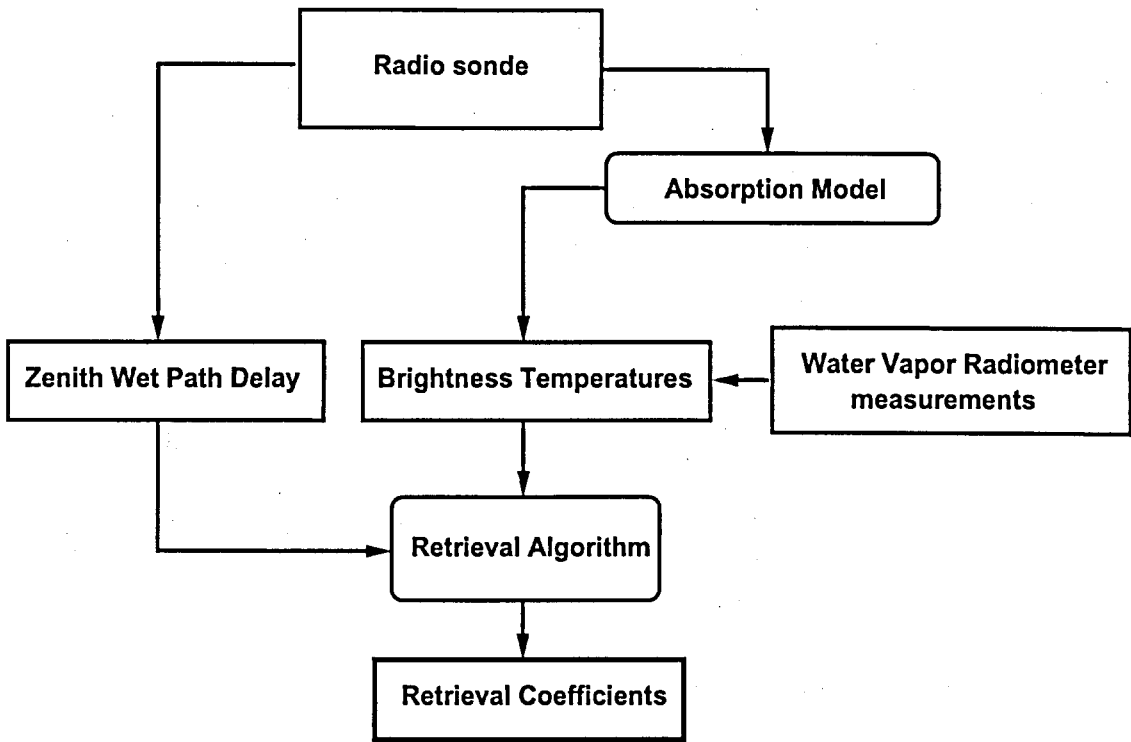 Radio sonde
Absorption Model
Zenith Wet Path Delay
Brightness Temperatures
Water Vapor Radiometer
measurements
Retrieval Algorithm
Retrieval Coefficients